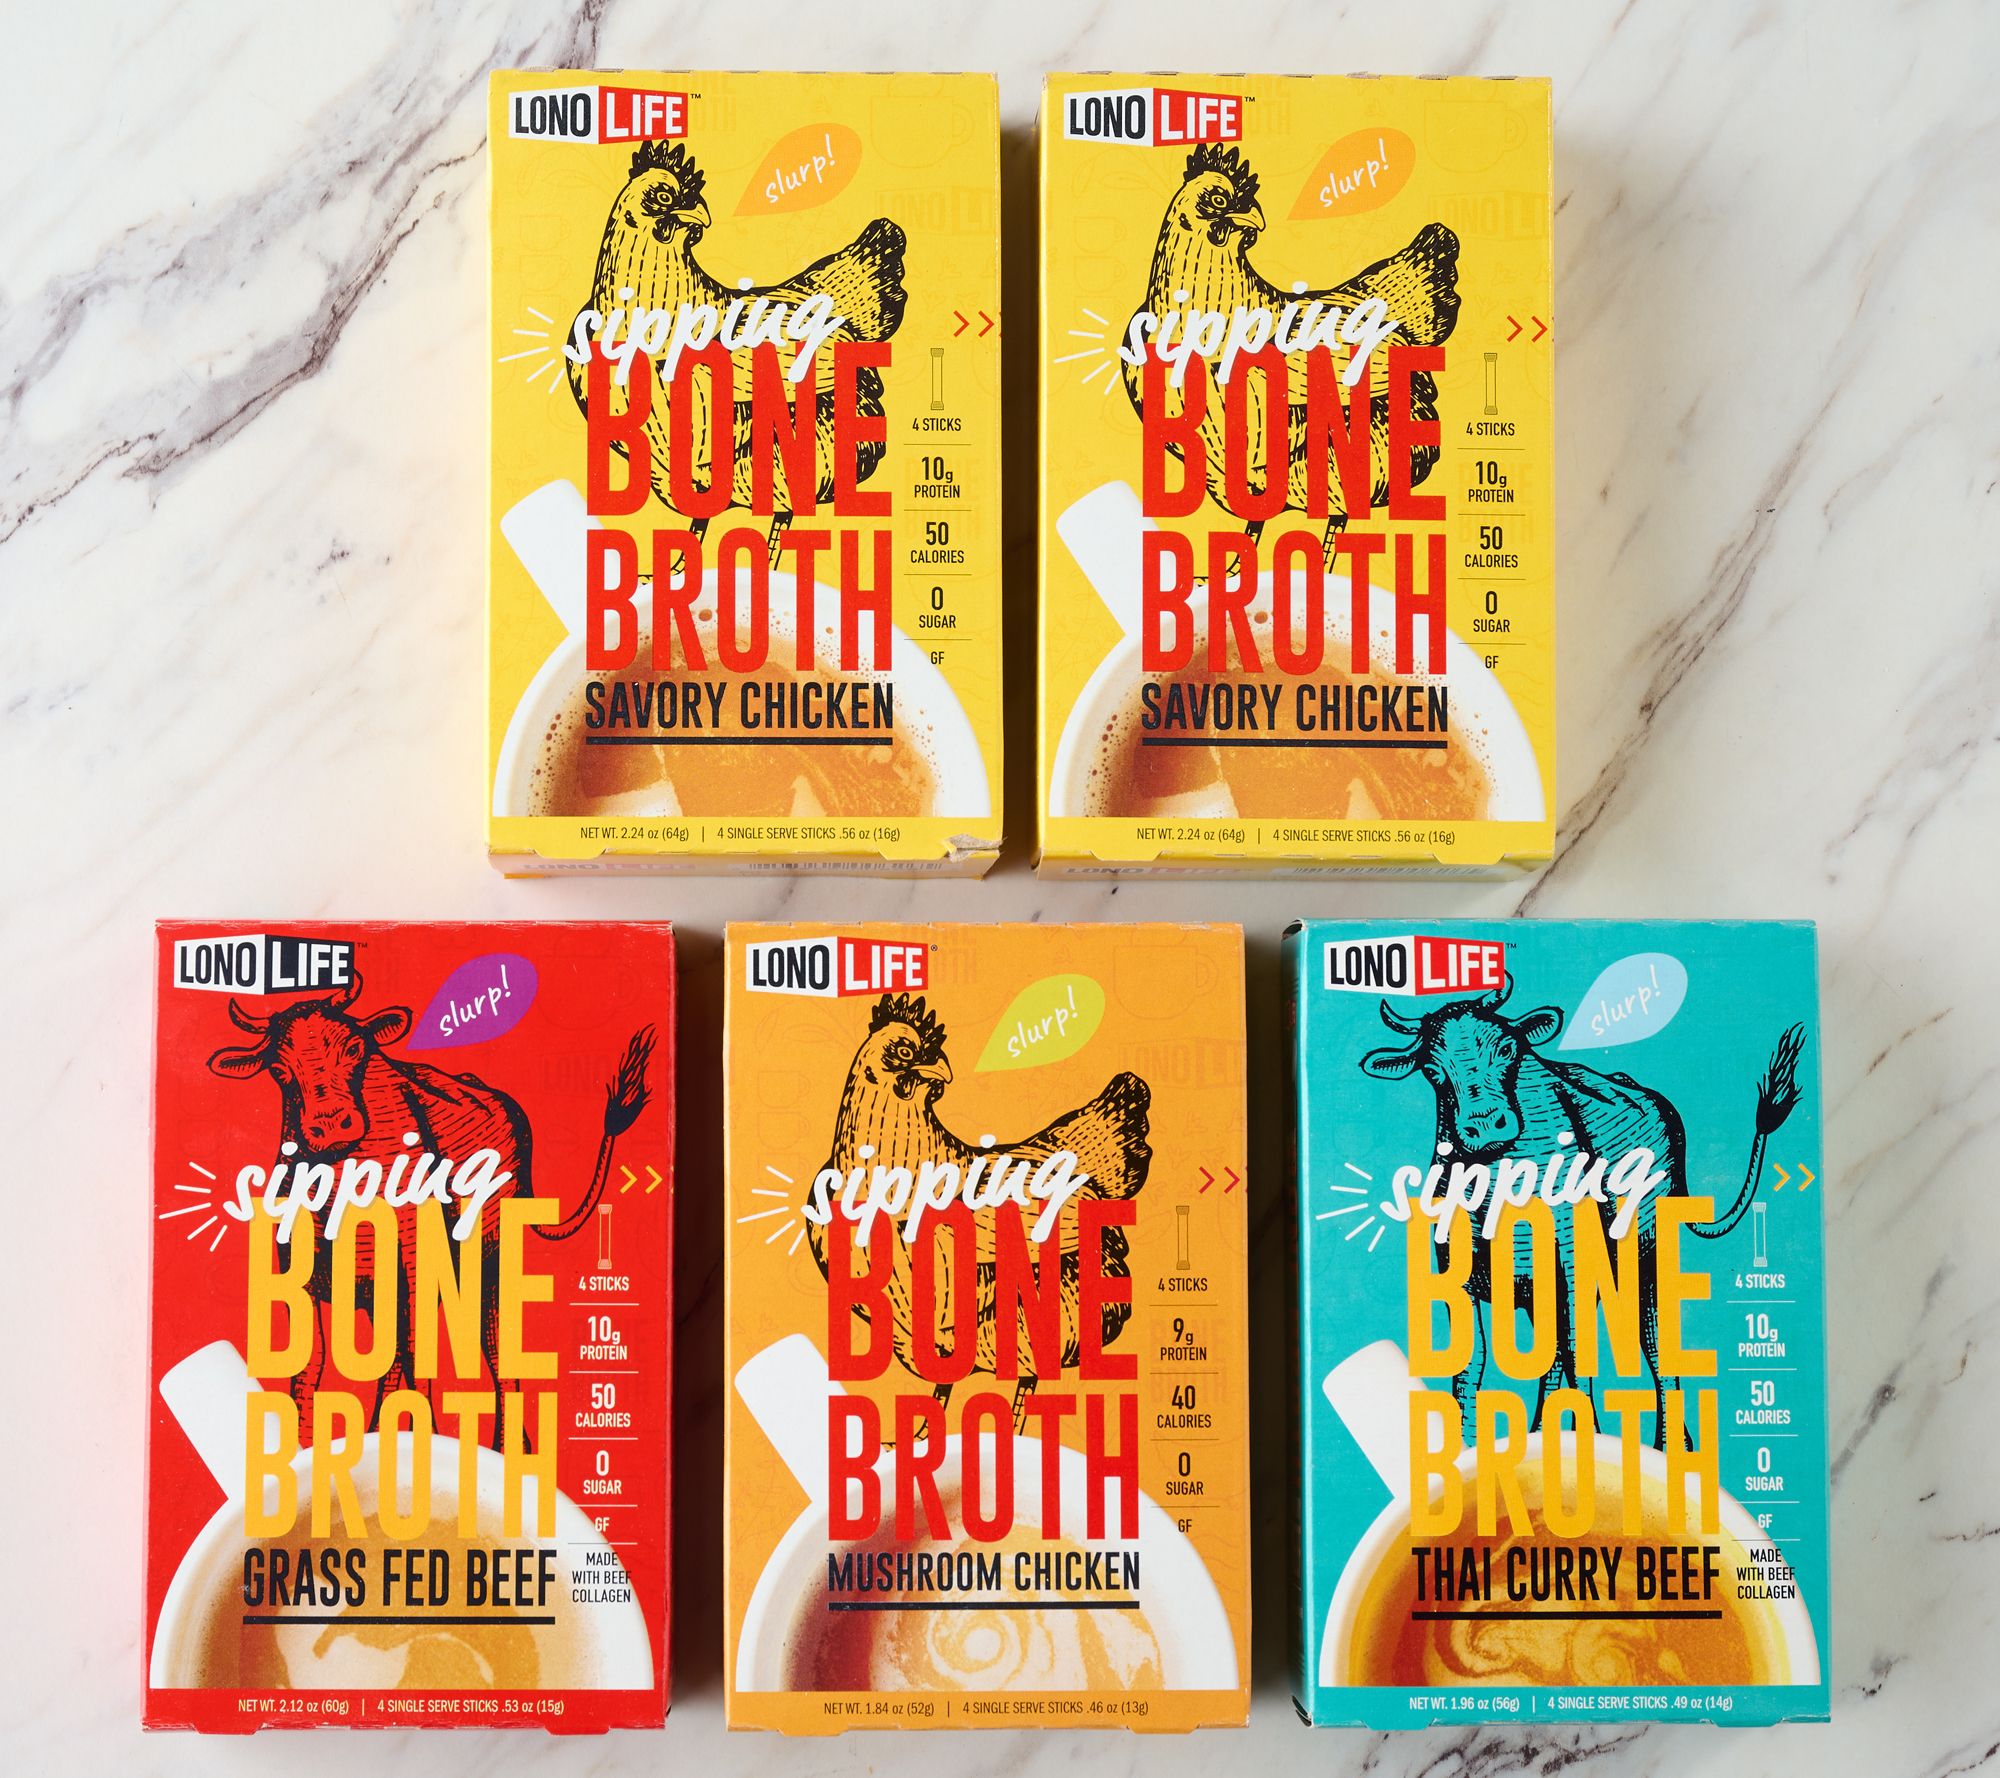 LONO LIFE™
slurp!
sipping
BONE
BROTH
SAVORY CHICKEN
4 STICKS
10g
PROTEIN
50
CALORIES
0
SUGAR
GF
NET WT. 2.24 oz (64g) | 4 SINGLE SERVE STICKS .56 oz (16g)
LONO LIFE
LONO LIFE™
slurp!
sipping
BONE
BROTH
SAVORY CHICKEN
4 STICKS
10g
PROTEIN
50
CALORIES
0
SUGAR
GF
NET WT. 2.24 oz (64g) | 4 SINGLE SERVE STICKS .56 oz (16g)
LONO LIFE
LONO LIFE™
slurp!
sipping
BONE
BROTH
GRASS FED BEEF
4 STICKS
10g
PROTEIN
50
CALORIES
0
SUGAR
GF
MADE
WITH BEEF
COLLAGEN
NET WT. 2.12 oz (60g) | 4 SINGLE SERVE STICKS .53 oz (15g)
LONO LIFE®
slurp!
sipping
BONE
BROTH
MUSHROOM CHICKEN
4 STICKS
9g
PROTEIN
40
CALORIES
0
SUGAR
GF
NET WT. 1.84 oz (52g) | 4 SINGLE SERVE STICKS .46 oz (13g)
LONO LIFE™
slurp!
sipping
BONE
BROTH
THAI CURRY BEEF
4 STICKS
10g
PROTEIN
50
CALORIES
0
SUGAR
GF
MADE
WITH BEEF
COLLAGEN
NET WT. 1.96 oz (56g) | 4 SINGLE SERVE STICKS .49 oz (14g)